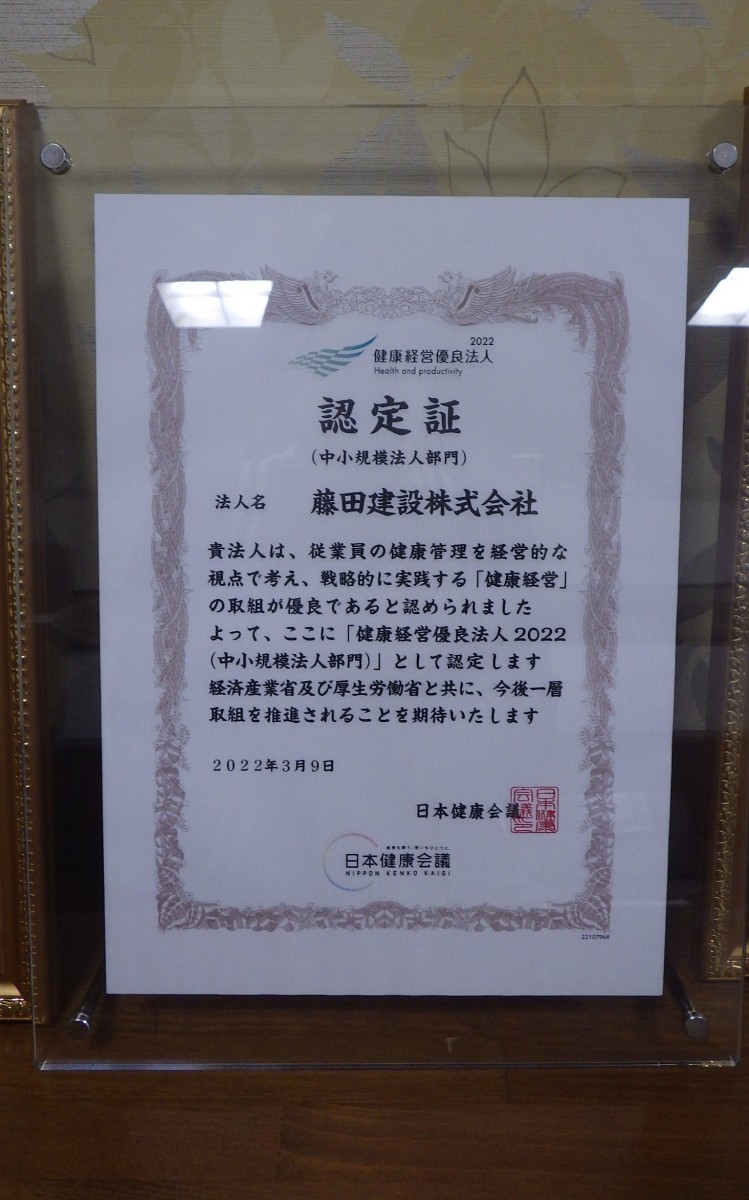 2022
健康経営優良法人
Health and productivity
認定証
(中小規模法人部門)
法人名 藤田建設株式会社
貴法人は、従業員の健康管理を経営的な
視点で考え、戦略的に実践する「健康経営」
の取組が優良であると認められました
よって、ここに「健康経営優良法人2022
(中小規模法人部門)」として認定します
経済産業省及び厚生労働省と共に、今後一層
取組を推進されることを期待いたします
2022年3月9日
日本健康会議
日本健康会議
NIPPON KENKO KAIGI